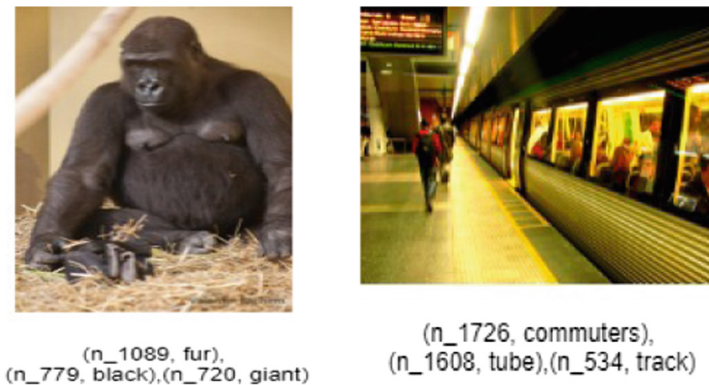 (n_1089, fur),
(n_779, black),(n_720, giant)
(n_1726, commuters),
(n_1608, tube),(n_534, track)